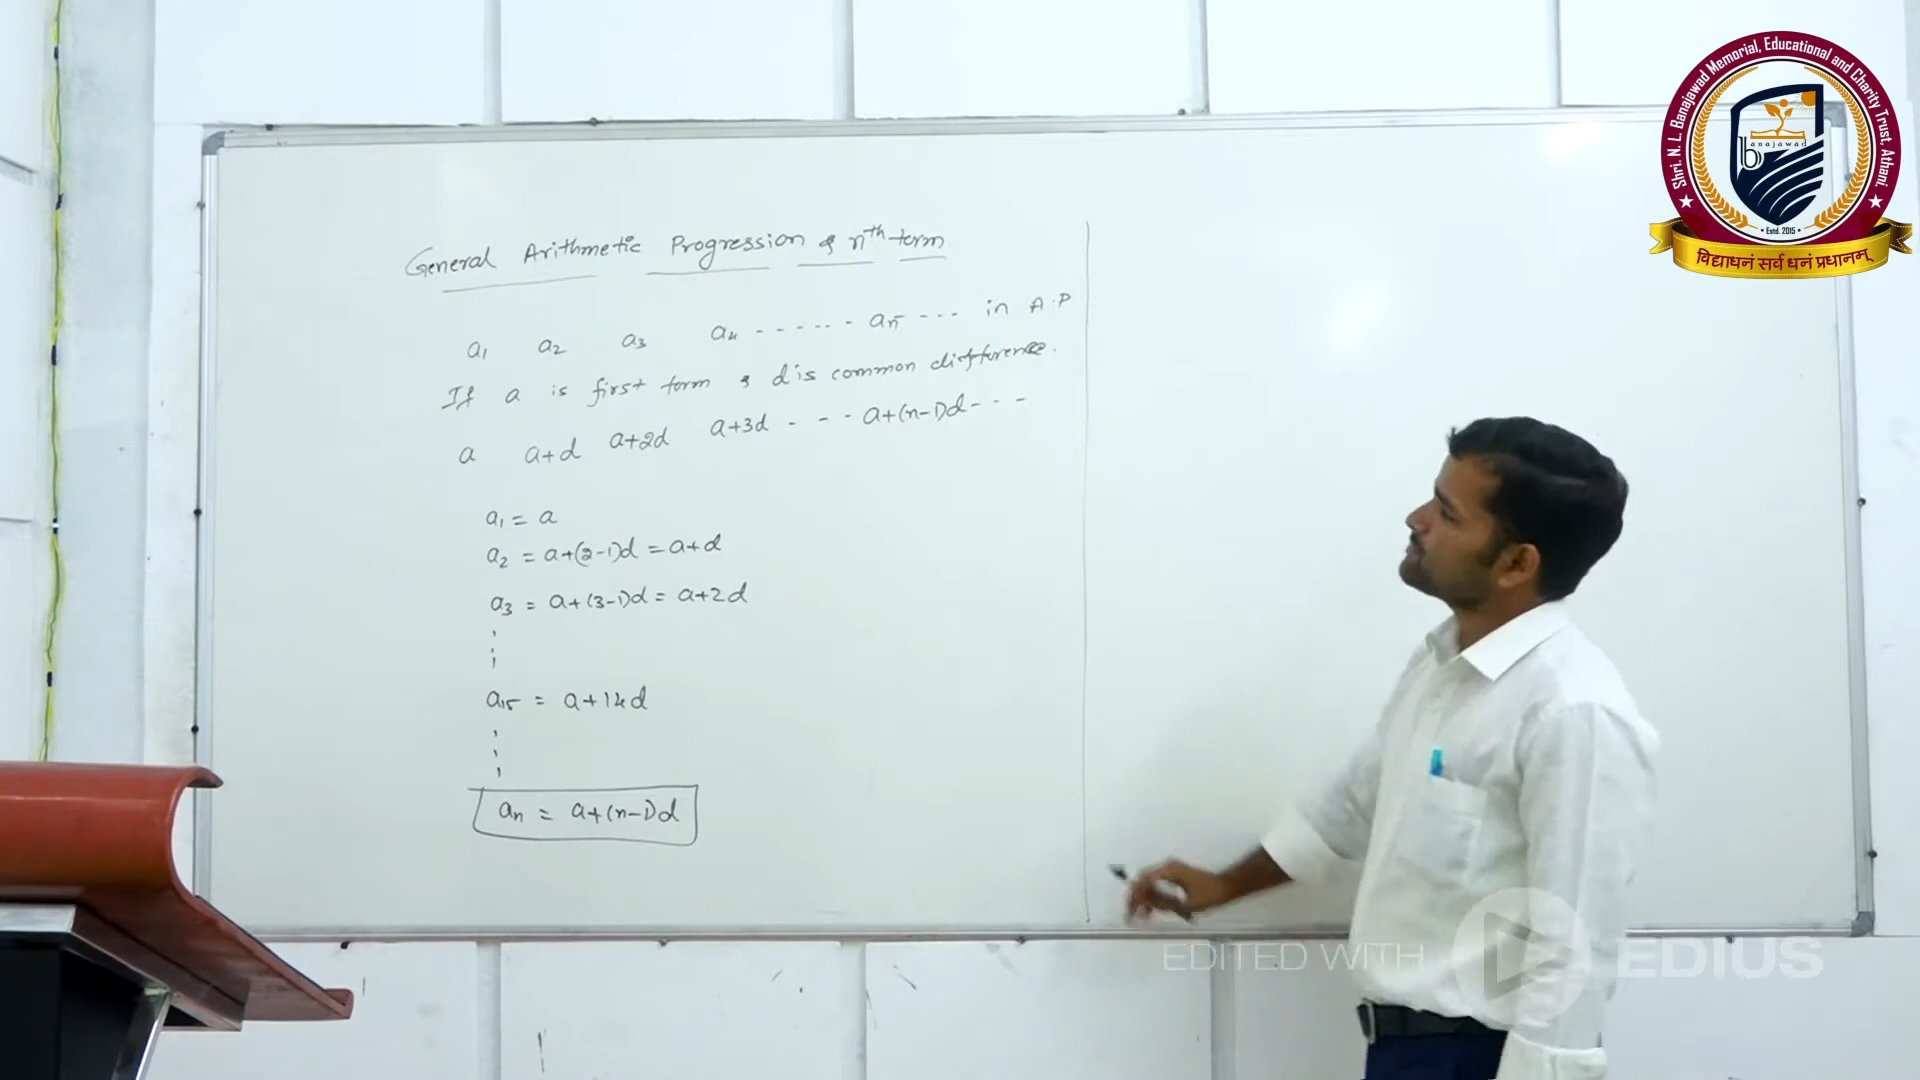 General Arithmetic Progression & nth term
a1 a2 a3 a4 ------- an --- in A.P
If a is first term & d is common difference.
a a+d a+2d a+3d - - - a+(n-1)d - - -
a1 = a
a2 = a+(2-1)d = a+d
a3 = a+(3-1)d = a+2d
a15 = a+14d
an = a+(n-1)d
Shri. N. L. Banajawad Memorial, Educational and Charity Trust, Athani.
b anajawad
Estd. 2015
विद्याधनं सर्व धनं प्रधानम्
EDITED WITH EDIUS